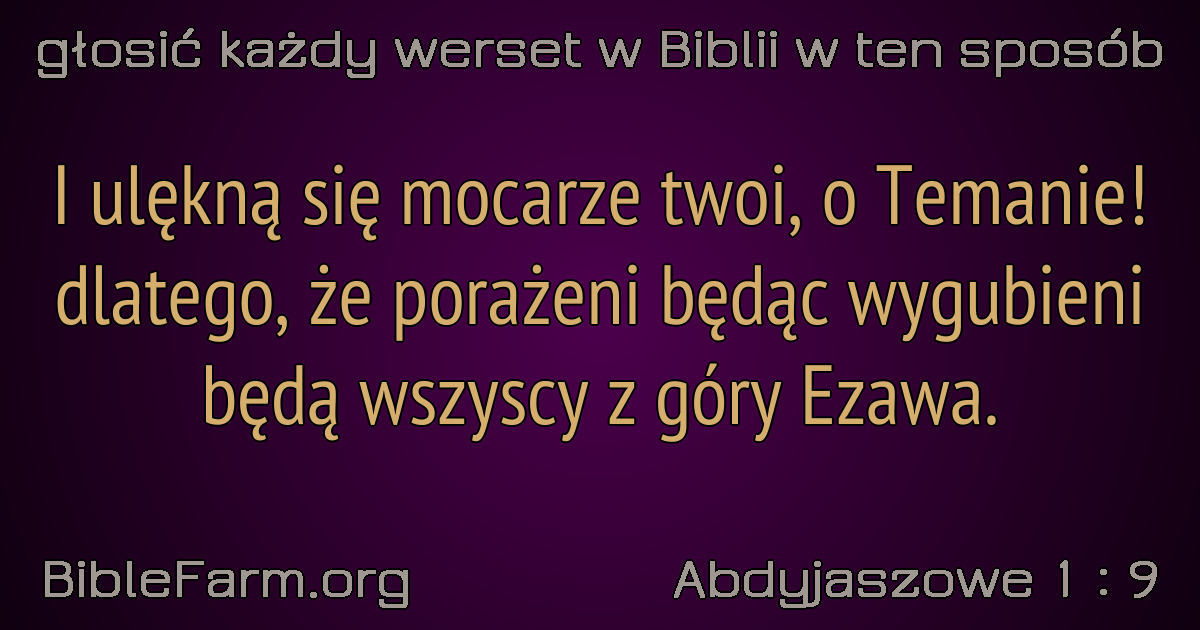 głosić każdy werset w Biblii w ten sposób
I ulękną się mocarze twoi, o Temanie!
dlatego, że porażeni będąc wygubieni
będą wszyscy z góry Ezawa.
BibleFarm.org
Abdyjaszowe 1 : 9